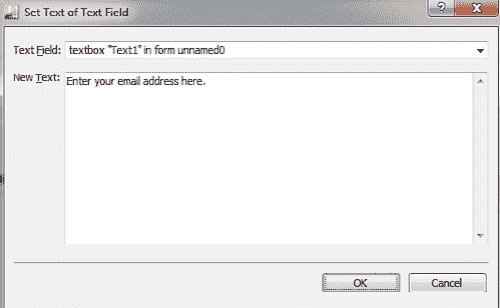 Set Text of Text Field
Text Field: textbox "Text1" in form unnamed0
New Text: Enter your email address here.
OK Cancel